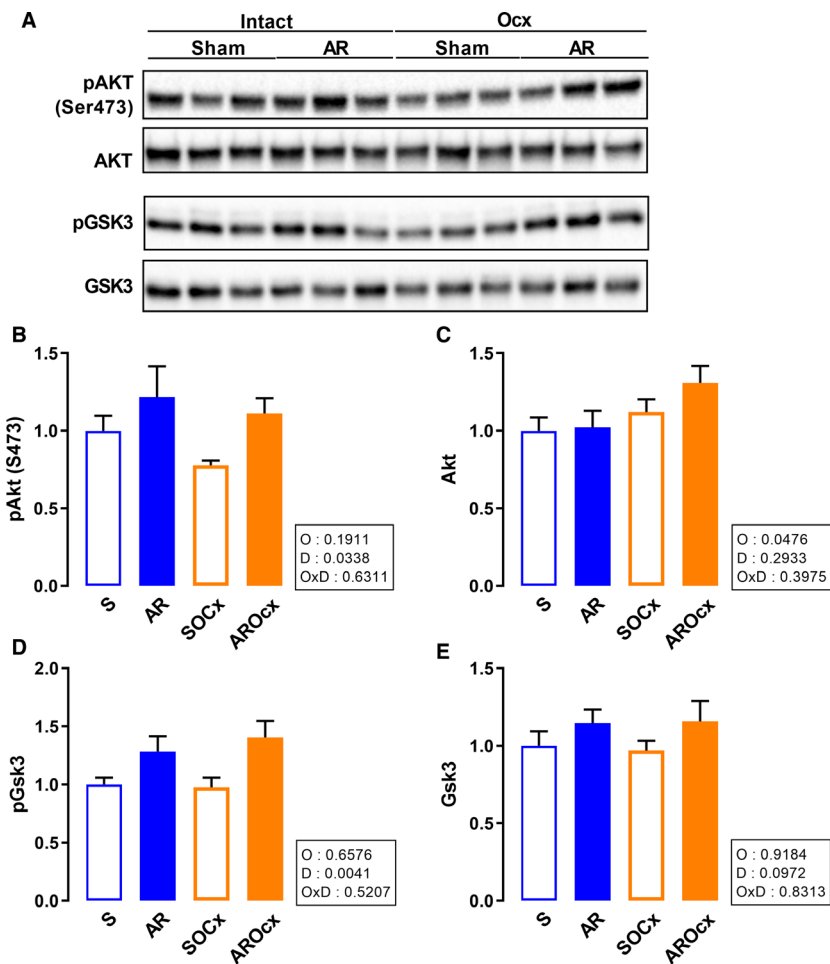 A
Intact Ocx
Sham AR Sham AR
pAKT
(Ser473)
AKT
pGSK3
GSK3
B
pAkt (S473)
1.5
1.0
0.5
0.0
S AR SOCx AROcx
O : 0.1911
D : 0.0338
OxD : 0.6311
C
Akt
1.5
1.0
0.5
0.0
S AR SOCx AROcx
O : 0.0476
D : 0.2933
OxD : 0.3975
D
pGsk3
2.0
1.5
1.0
0.5
0.0
S AR SOCx AROcx
O : 0.6576
D : 0.0041
OxD : 0.5207
E
Gsk3
1.5
1.0
0.5
0.0
S AR SOCx AROcx
O : 0.9184
D : 0.0972
OxD : 0.8313